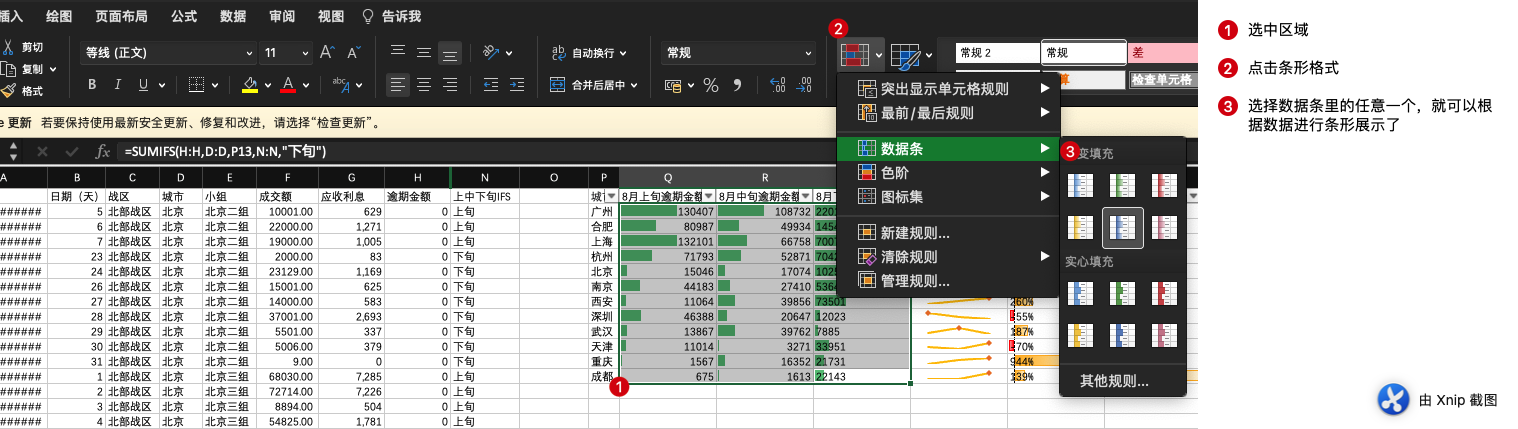 插入 绘图 页面布局 公式 数据 审阅 视图 告诉我
剪切
复制
格式
等线 (正文) 11 A A
B I U A abc A
ab 自动换行
合并后居中
常规
% .00 .0
2
常规 2 常规 差
算 检查单元格
e 更新 若要保持使用最新安全更新、修复和改进，请选择“检查更新”。
fx =SUMIFS(H:H,D:D,P13,N:N,"下旬")
突出显示单元格规则
最前/最后规则
数据条
色阶
图标集
新建规则...
清除规则
管理规则...
3
变填充
实心填充
其他规则...
A B C D E F G H N O P Q R
日期（天） 战区 城市 小组 成交额 应收利息 逾期金额 上中下旬IFS 城市 8月上旬逾期金额 8月中旬逾期金额 8月
###### 5 北部战区 北京 北京二组 10001.00 629 0 上旬 广州 130407 108732 2201
###### 6 北部战区 北京 北京二组 22000.00 1,271 0 上旬 合肥 80987 49934 1454
###### 7 北部战区 北京 北京二组 19000.00 1,005 0 上旬 上海 132101 66758 7007
###### 23 北部战区 北京 北京二组 2000.00 83 0 下旬 杭州 71793 52871 7042
###### 24 北部战区 北京 北京二组 23129.00 1,169 0 下旬 北京 15046 17074 1025
###### 26 北部战区 北京 北京二组 15001.00 625 0 下旬 南京 44183 27410 5364
###### 27 北部战区 北京 北京二组 14000.00 583 0 下旬 西安 11064 39856 73501 260%
###### 28 北部战区 北京 北京二组 37001.00 2,693 0 下旬 深圳 46388 20647 12023 55%
###### 29 北部战区 北京 北京二组 5501.00 337 0 下旬 武汉 13867 39762 7885 187%
###### 30 北部战区 北京 北京二组 5006.00 379 0 下旬 天津 11014 3271 33951 70%
###### 31 北部战区 北京 北京二组 9.00 0 0 下旬 重庆 1567 16352 21731 944%
###### 1 北部战区 北京 北京三组 68030.00 7,285 0 上旬 成都 675 1613 22143 139%
###### 2 北部战区 北京 北京三组 72714.00 7,226 0 上旬
###### 3 北部战区 北京 北京三组 8894.00 504 0 上旬
###### 4 北部战区 北京 北京三组 54825.00 1,781 0 上旬
1
1 选中区域
2 点击条形格式
3 选择数据条里的任意一个，就可以根
据数据进行条形展示了
由 Xnip 截图